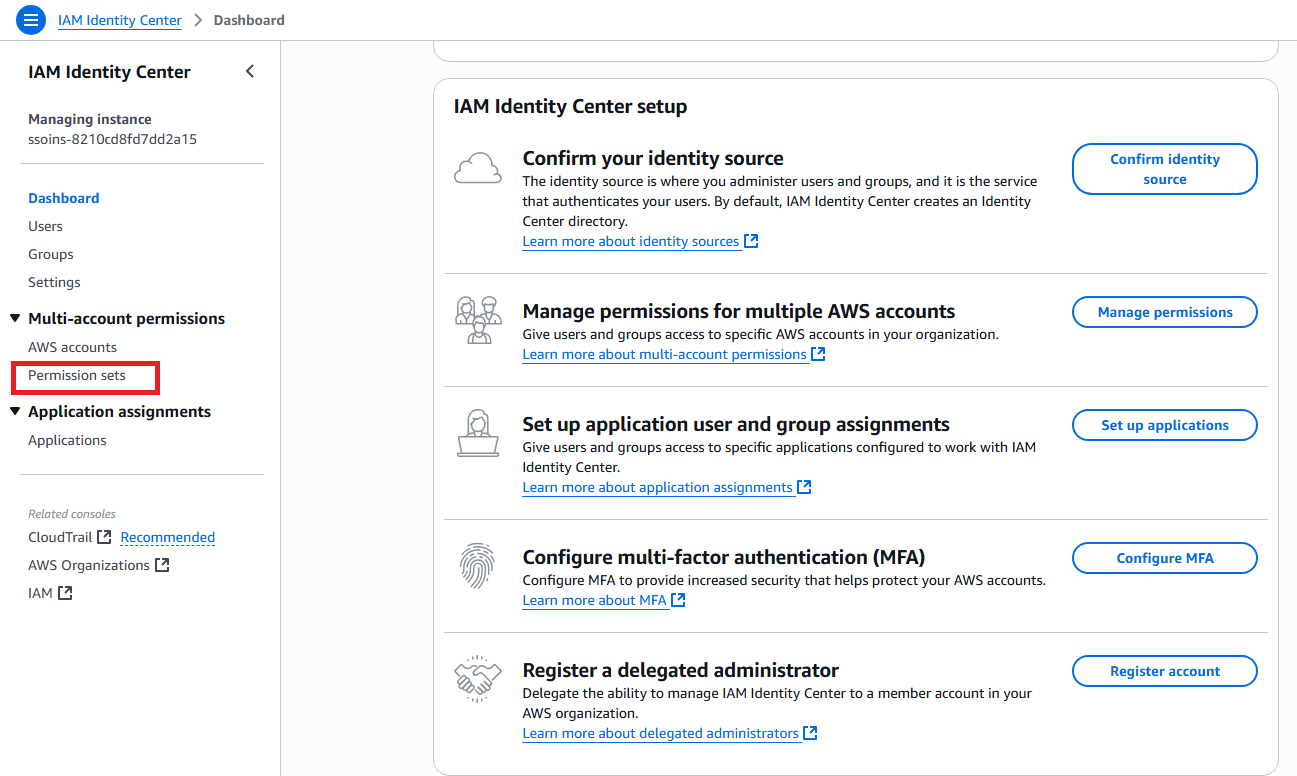 IAM Identity Center > Dashboard
IAM Identity Center
Managing instance
ssoins-8210cd8fd7dd2a15
Dashboard
Users
Groups
Settings
Multi-account permissions
AWS accounts
Permission sets
Application assignments
Applications
Related consoles
CloudTrail Recommended
AWS Organizations
IAM
IAM Identity Center setup
Confirm your identity source
The identity source is where you administer users and groups, and it is the service
that authenticates your users. By default, IAM Identity Center creates an Identity
Center directory.
Learn more about identity sources
Confirm identity
source
Manage permissions for multiple AWS accounts
Give users and groups access to specific AWS accounts in your organization.
Learn more about multi-account permissions
Manage permissions
Set up application user and group assignments
Give users and groups access to specific applications configured to work with IAM
Identity Center.
Learn more about application assignments
Set up applications
Configure multi-factor authentication (MFA)
Configure MFA to provide increased security that helps protect your AWS accounts.
Learn more about MFA
Configure MFA
Register a delegated administrator
Delegate the ability to manage IAM Identity Center to a member account in your
AWS organization.
Learn more about delegated administrators
Register account